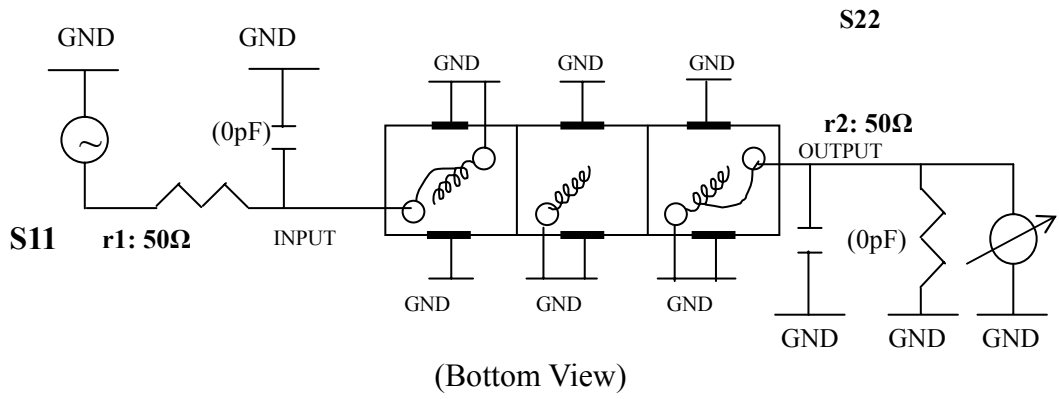 S22
GND
GND
GND
GND
GND
(0pF)
r2: 50Ω
OUTPUT
S11
r1: 50Ω
INPUT
(0pF)
GND
GND
GND
GND
GND
GND
(Bottom View)